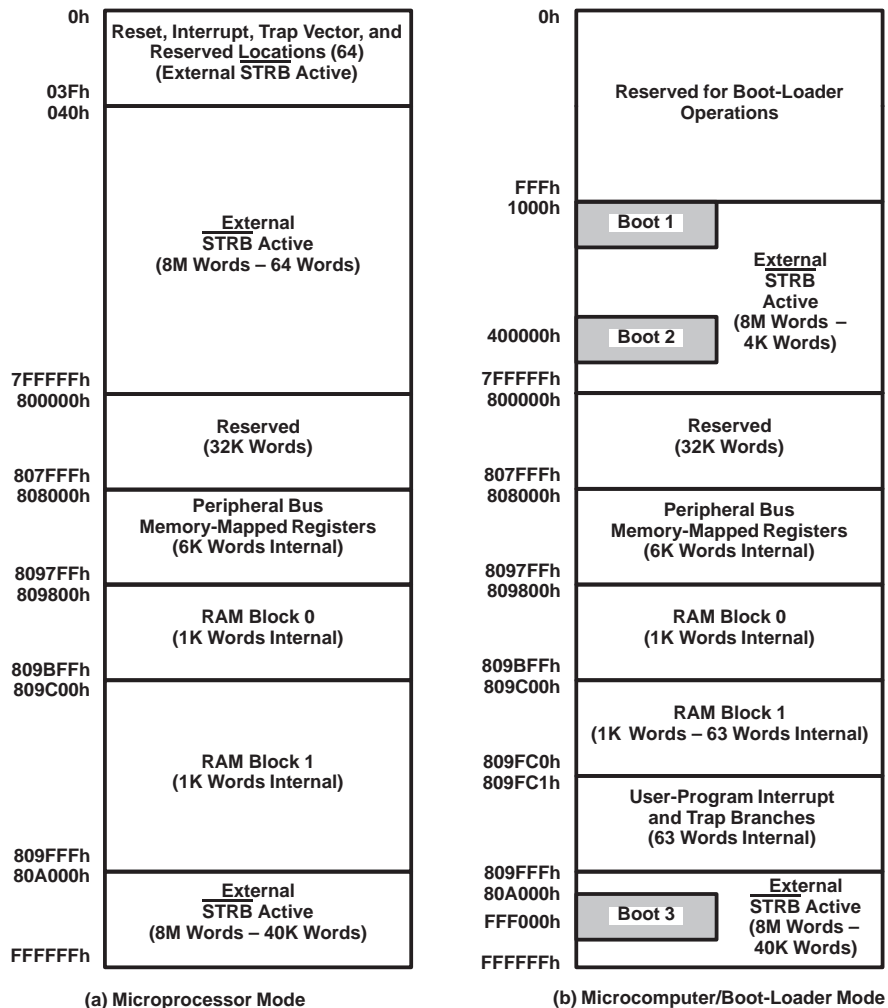 0h
Reset, Interrupt, Trap Vector, and
Reserved Locations (64)
(External STRB Active)
03Fh
040h
External
STRB Active
(8M Words – 64 Words)
7FFFFFh
800000h
Reserved
(32K Words)
807FFFh
808000h
Peripheral Bus
Memory-Mapped Registers
(6K Words Internal)
8097FFh
809800h
RAM Block 0
(1K Words Internal)
809BFFh
809C00h
RAM Block 1
(1K Words Internal)
809FFFh
80A000h
External
STRB Active
(8M Words – 40K Words)
FFFFFFh
(a) Microprocessor Mode
0h
Reserved for Boot-Loader
Operations
FFFh
1000h
Boot 1
External
STRB
Active
(8M Words –
4K Words)
400000h
Boot 2
7FFFFFh
800000h
Reserved
(32K Words)
807FFFh
808000h
Peripheral Bus
Memory-Mapped Registers
(6K Words Internal)
8097FFh
809800h
RAM Block 0
(1K Words Internal)
809BFFh
809C00h
RAM Block 1
(1K Words – 63 Words Internal)
809FC0h
809FC1h
User-Program Interrupt
and Trap Branches
(63 Words Internal)
809FFFh
80A000h
FFF000h
Boot 3
External
STRB Active
(8M Words –
40K Words)
FFFFFFh
(b) Microcomputer/Boot-Loader Mode